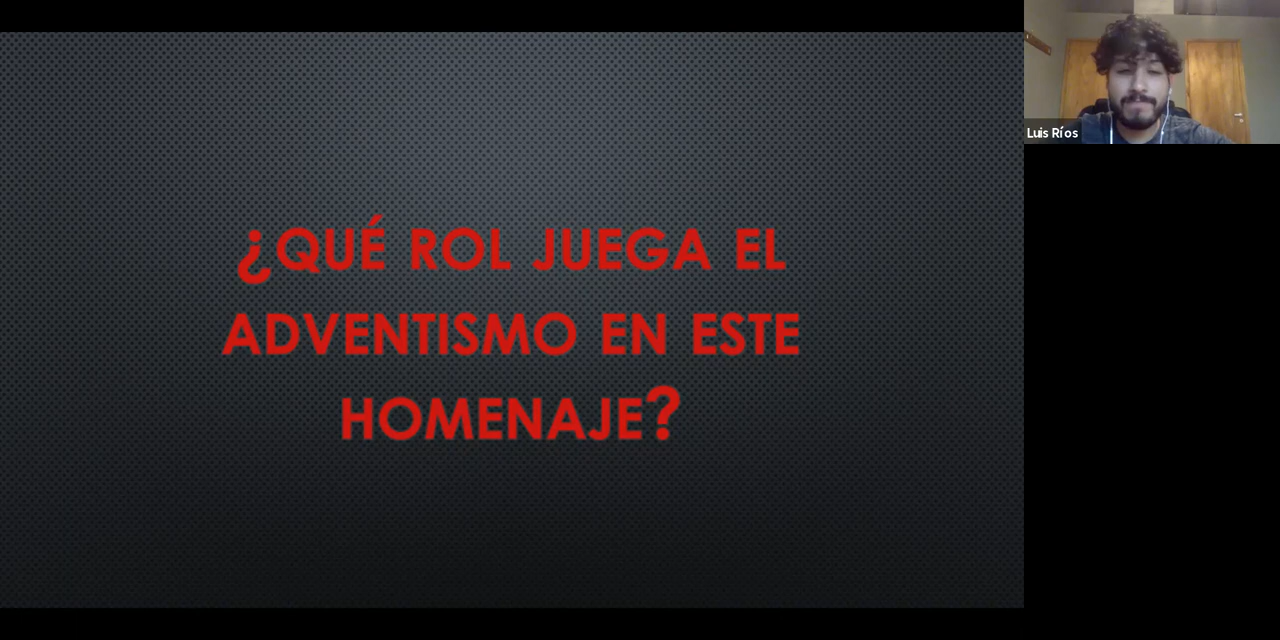 ¿QUÉ ROL JUEGA EL
ADVENTISMO EN ESTE
HOMENAJE?
Luis Ríos